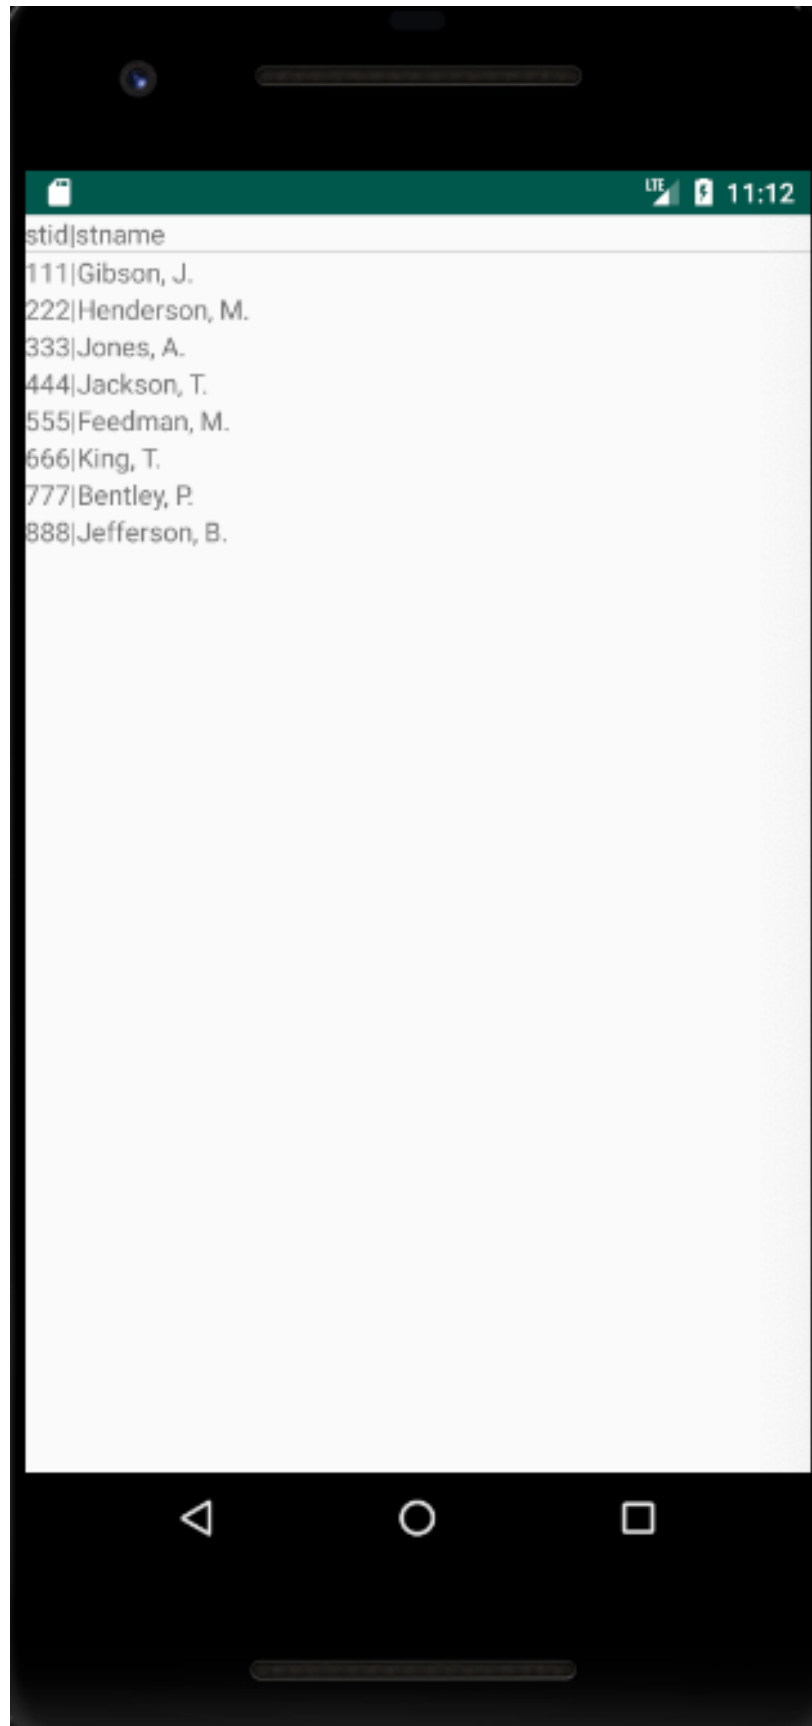 LTE 11:12
stid|stname
111|Gibson, J.
222|Henderson, M.
333|Jones, A.
444|Jackson, T.
555|Feedman, M.
666|King, T.
777|Bentley, P.
888|Jefferson, B.